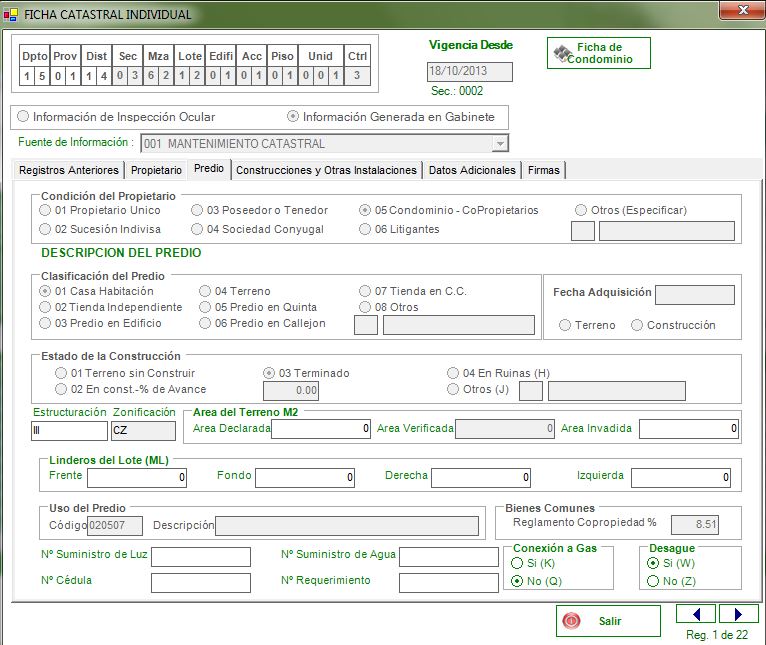 FICHA CATASTRAL INDIVIDUAL
Dpto Prov Dist Sec Mza Lote Edifi Acc Piso Unid Ctrl
1 5 0 1 1 4 0 3 6 2 1 2 0 1 0 1 0 1 0 0 1 3
Vigencia Desde
18/10/2013
Sec.: 0002
Ficha de
Condominio
Información de Inspección Ocular Información Generada en Gabinete
Fuente de Información : 001 MANTENIMIENTO CATASTRAL
Registros Anteriores Propietario Predio Construcciones y Otras Instalaciones Datos Adicionales Firmas
Condición del Propietario
01 Propietario Unico 03 Poseedor o Tenedor 05 Condominio - CoPropietarios Otros (Especificar)
02 Sucesión Indivisa 04 Sociedad Conyugal 06 Litigantes
DESCRIPCION DEL PREDIO
Clasificación del Predio
01 Casa Habitación 04 Terreno 07 Tienda en C.C.
02 Tienda Independiente 05 Predio en Quinta 08 Otros
03 Predio en Edificio 06 Predio en Callejon
Fecha Adquisición
Terreno Construcción
Estado de la Construcción
01 Terreno sin Construir 03 Terminado 04 En Ruinas (H)
02 En const.-% de Avance 0.00 Otros (J)
Estructuración Zonificación
III CZ
Area del Terreno M2
Area Declarada 0 Area Verificada 0 Area Invadida 0
Linderos del Lote (ML)
Frente 0 Fondo 0 Derecha 0 Izquierda 0
Uso del Predio
Código 020507 Descripción
Bienes Comunes
Reglamento Copropiedad % 8.51
Nº Suministro de Luz Nº Suministro de Agua
Nº Cédula Nº Requerimiento
Conexión a Gas
Si (K)
No (Q)
Desague
Si (W)
No (Z)
Salir
Reg. 1 de 22